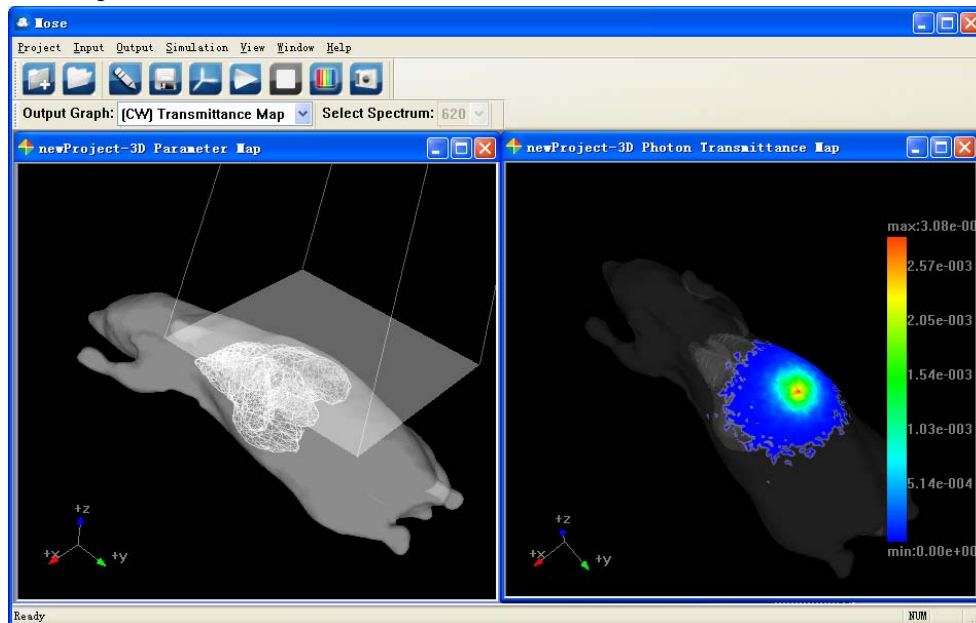 Mose
Project Input Output Simulation View Window Help
Output Graph: (CW) Transmittance Map Select Spectrum: 620
newProject-3D Parameter Map
newProject-3D Photon Transmittance Map
max:3.08e-00
2.57e-003
2.05e-003
1.54e-003
1.03e-003
5.14e-004
min:0.00e+00
+z
+x
+y
+z
+x
+y
Ready
NUM